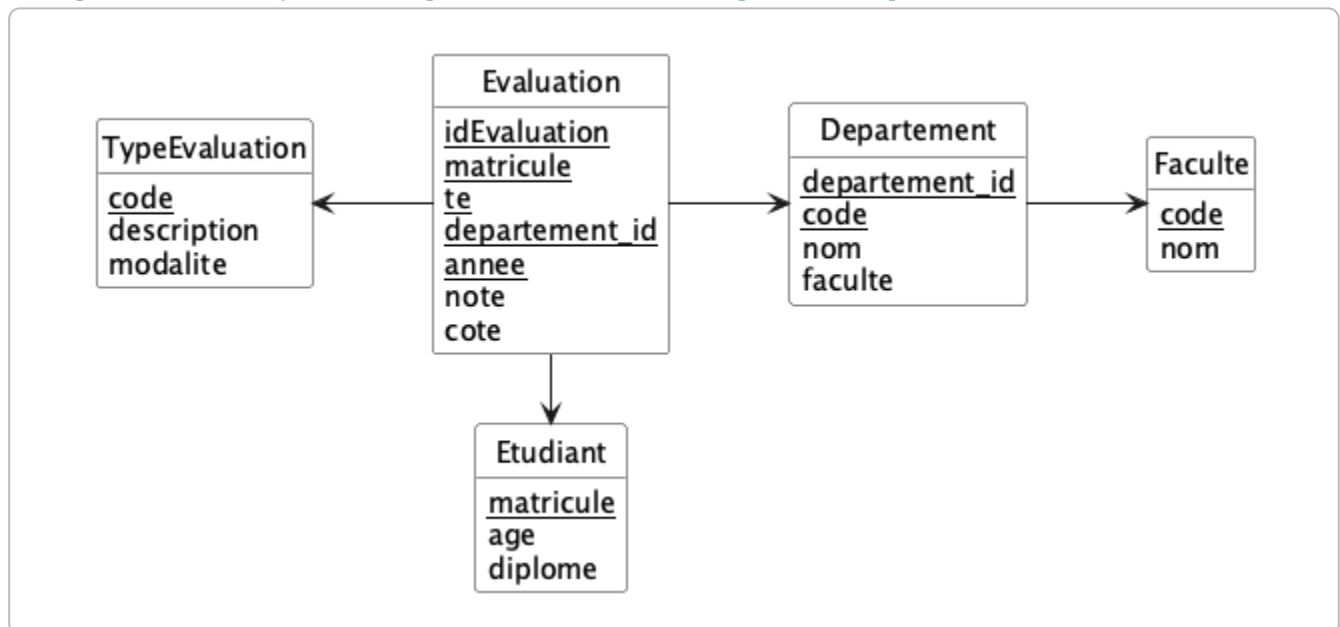 TypeEvaluation
code
description
modalite
Evaluation
idEvaluation
matricule
te
departement_id
annee
note
cote
Departement
departement_id
code
nom
faculte
Faculte
code
nom
Etudiant
matricule
age
diplome